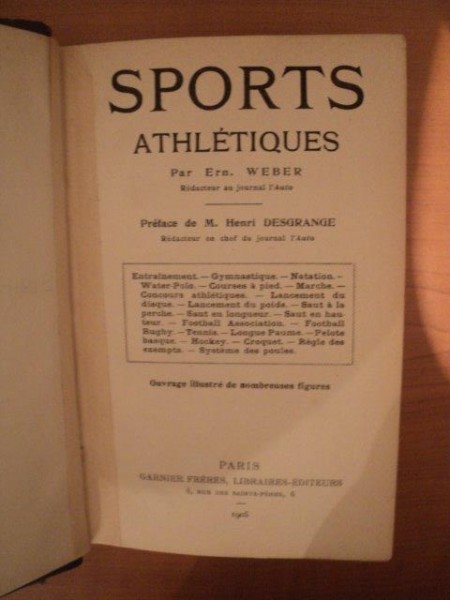 SPORTS
ATHLÉTIQUES
Par Ern. WEBER
Rédacteur au journal l'Auto
Préface de M. Henri DESGRANGE
Rédacteur en chef du journal l'Auto
Entraînement. — Gymnastique. — Natation. —
Water-Polo. — Courses à pied. — Marche. —
Concours athlétiques. — Lancement du
disque. — Lancement du poids. — Saut à la
perche. — Saut en longueur. — Saut en hau-
teur. — Football Association. — Football
Rugby. — Tennis. — Longue Paume. — Pelote
basque. — Hockey. — Croquet. — Règle des
exempts. — Système des poules.
Ouvrage illustré de nombreuses figures
PARIS
GARNIER FRÈRES, LIBRAIRES-ÉDITEURS
6, RUE DES SAINTS-PÈRES, 6